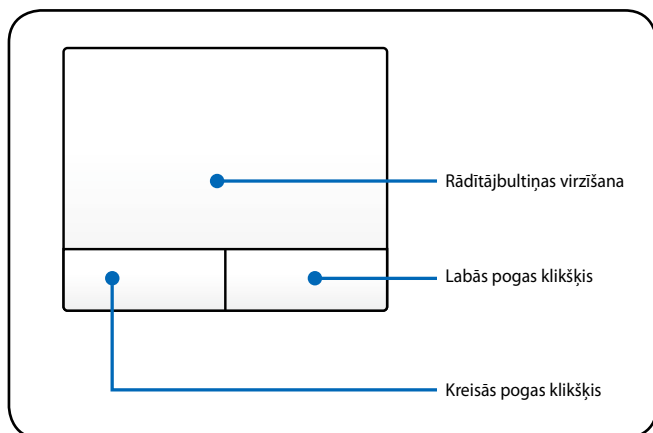 Rādītājbultiņas virzīšana
Labās pogas klikšķis
Kreisās pogas klikšķis